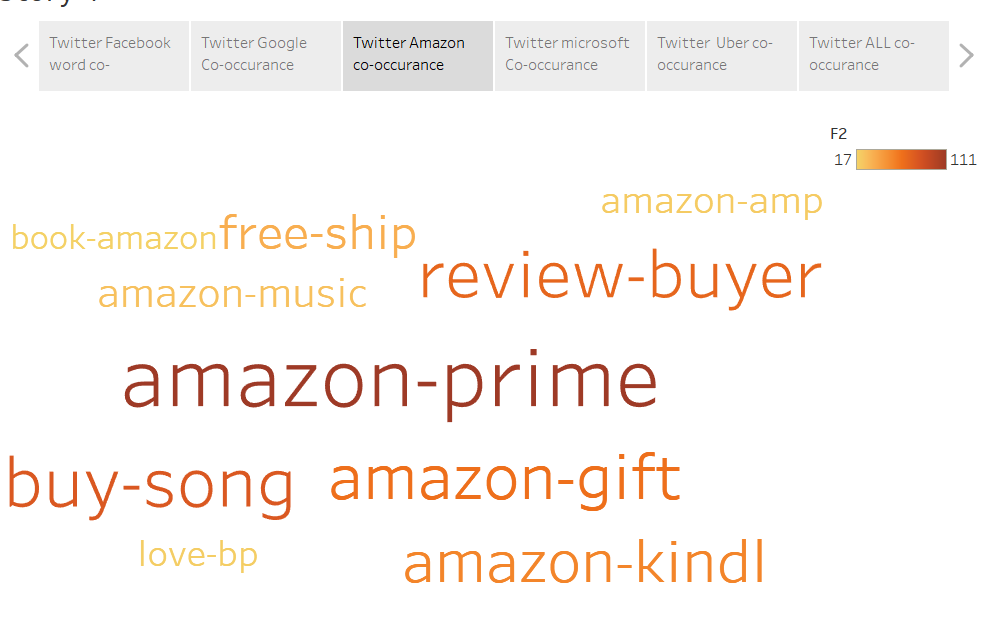 Twitter Facebook
word co-
Twitter Google
Co-occurance
Twitter Amazon
co-occurance
Twitter microsoft
Co-occurance
Twitter Uber co-
occurance
Twitter ALL co-
occurance
F2
17 111
amazon-amp
book-amazon free-ship
review-buyer
amazon-music
amazon-prime
buy-song amazon-gift
love-bp
amazon-kindl